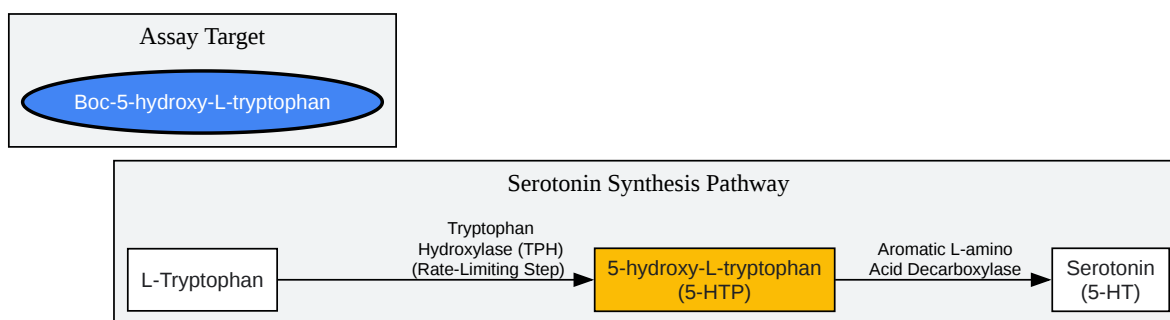 Assay Target
Boc-5-hydroxy-L-tryptophan
Serotonin Synthesis Pathway
L-Tryptophan
Tryptophan
Hydroxylase (TPH)
(Rate-Limiting Step)
5-hydroxy-L-tryptophan
(5-HTP)
Aromatic L-amino
Acid Decarboxylase
Serotonin
(5-HT)